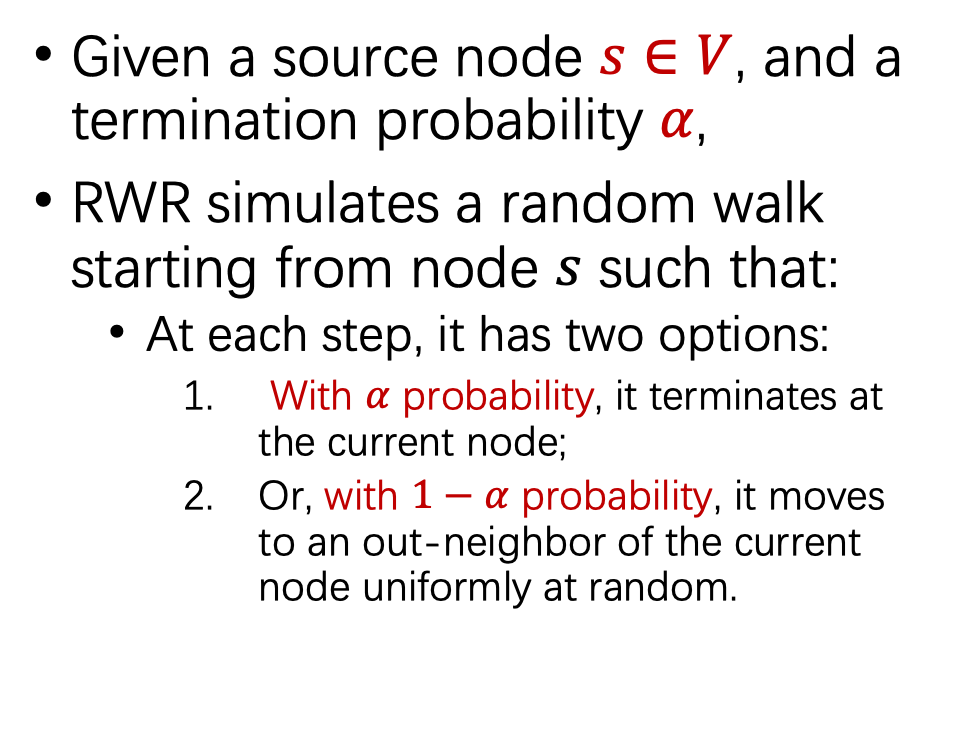 • Given a source node 𝑠 ∈ 𝑉, and a
termination probability 𝛼,
• RWR simulates a random walk
starting from node 𝑠 such that:
• At each step, it has two options:
1. With 𝛼 probability, it terminates at
the current node;
2. Or, with 1 − 𝛼 probability, it moves
to an out-neighbor of the current
node uniformly at random.